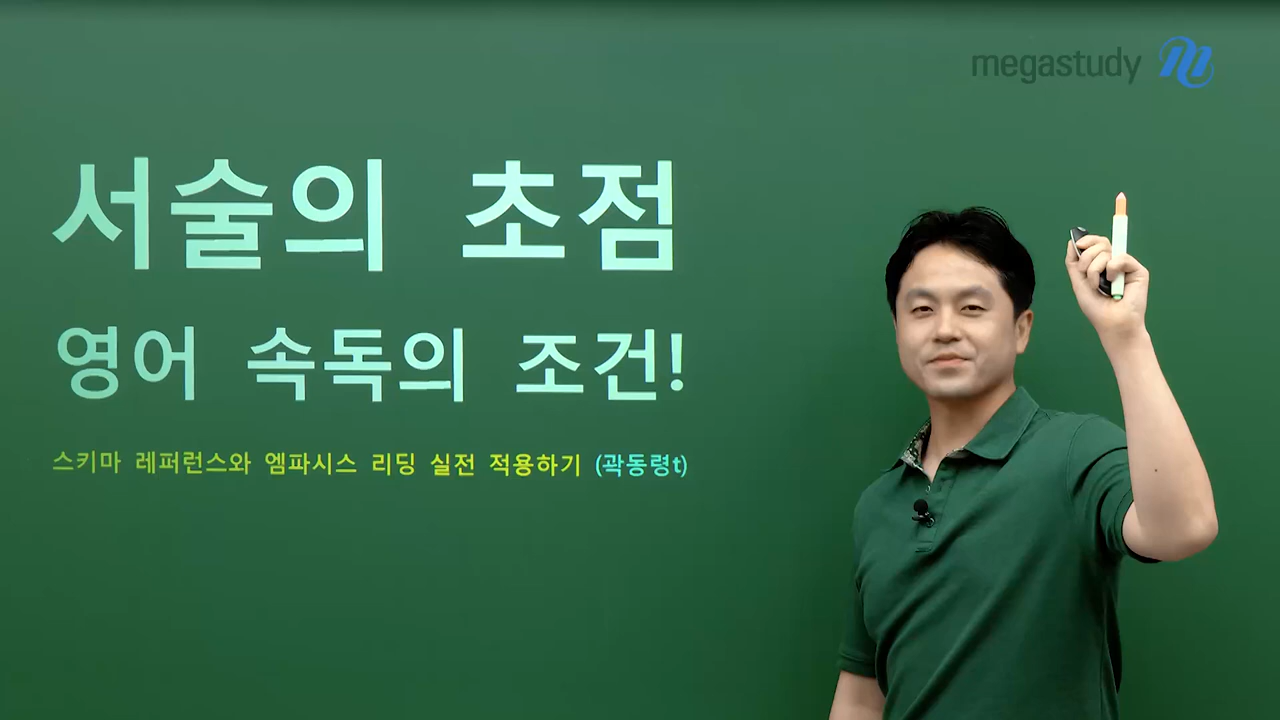 megastudy
서술의 초점
영어 속독의 조건!
스키마 레퍼런스와 엠파시스 리딩 실전 적용하기 (곽동령t)